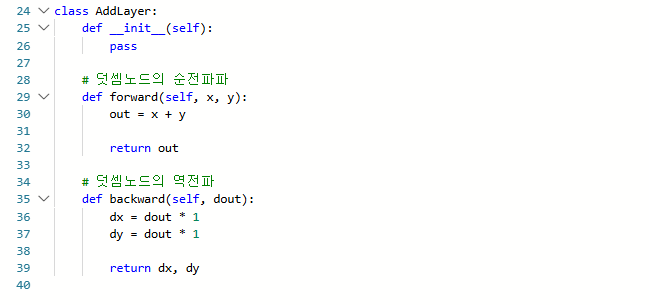 24 class AddLayer:
25     def __init__(self):
26         pass
27
28     # 덧셈노드의 순전파파
29     def forward(self, x, y):
30         out = x + y
31
32         return out
33
34     # 덧셈노드의 역전파
35     def backward(self, dout):
36         dx = dout * 1
37         dy = dout * 1
38
39         return dx, dy
40